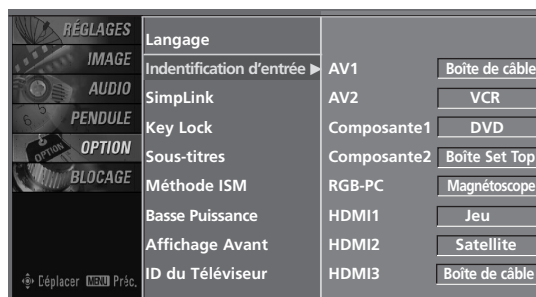 RÉGLAGES
IMAGE
AUDIO
PENDULE
OPTION
BLOCAGE
Déplacer MENU Préc.
Langage
Indentification d'entrée ▶
SimpLink
Key Lock
Sous-titres
Méthode ISM
Basse Puissance
Affichage Avant
ID du Téléviseur
AV1 Boîte de câble
AV2 VCR
Composante1 DVD
Composante2 Boîte Set Top
RGB-PC Magnétoscope
HDMI1 Jeu
HDMI2 Satellite
HDMI3 Boîte de câble